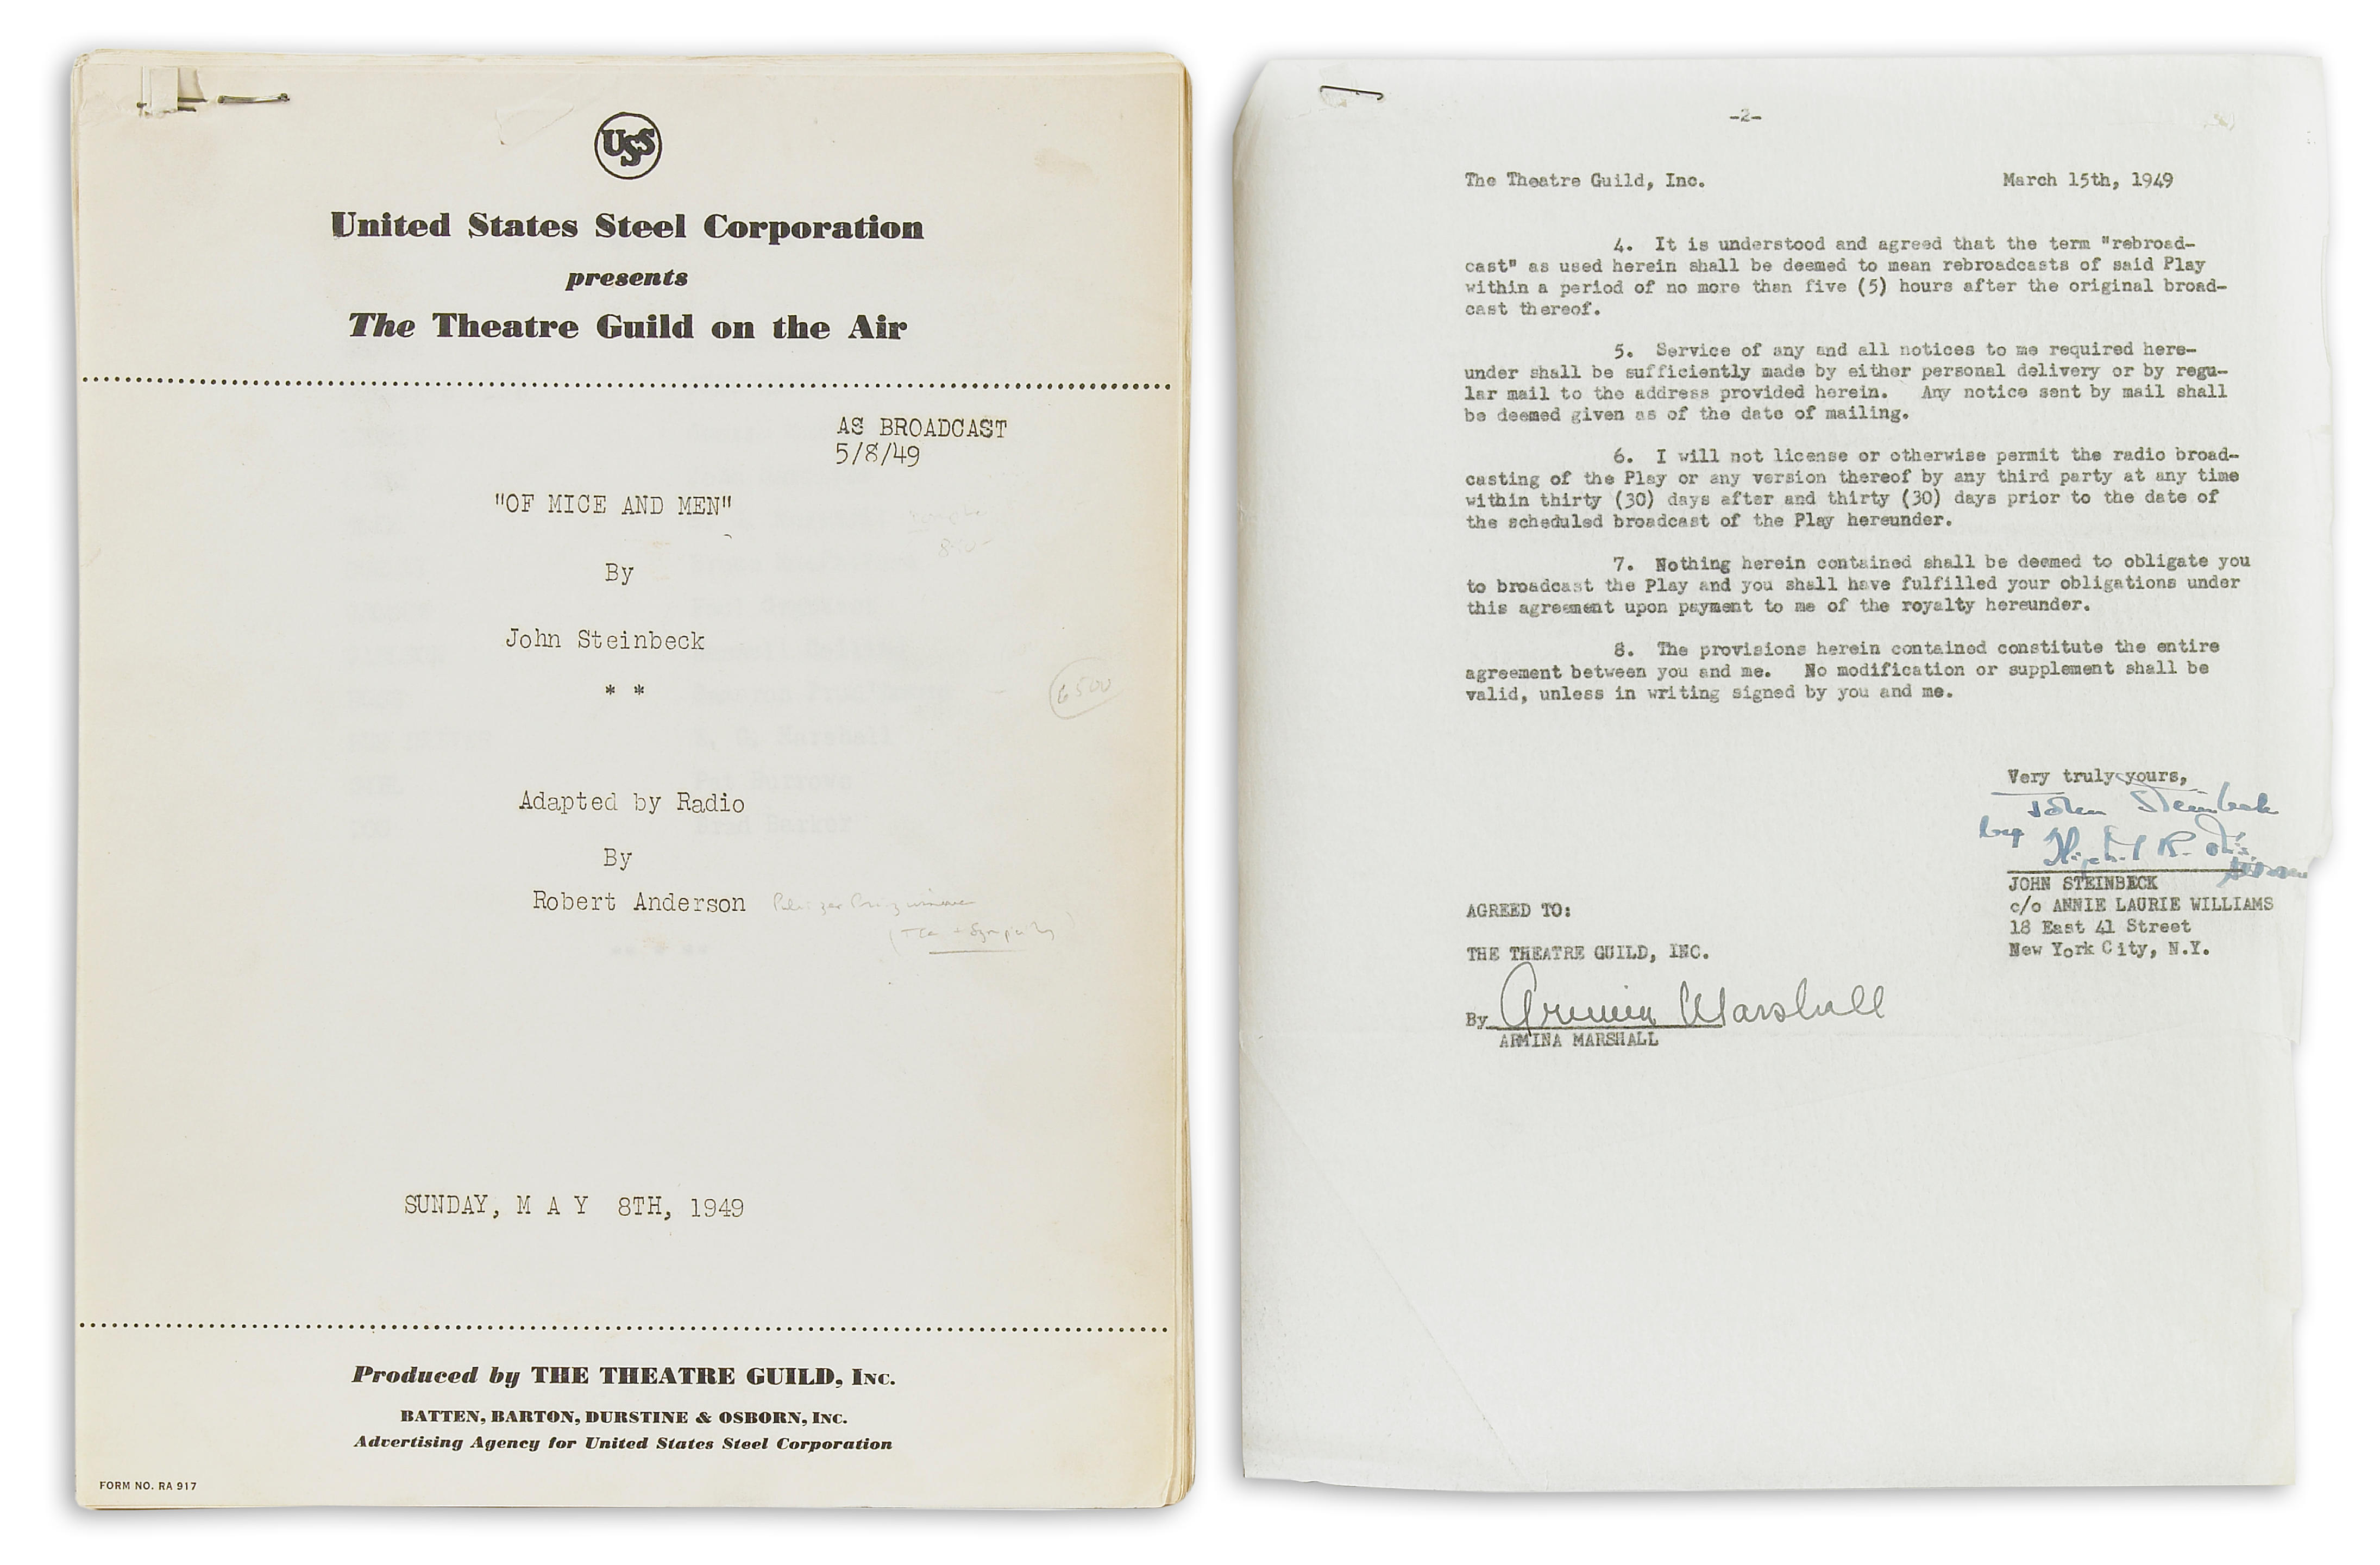 USS
United States Steel Corporation
presents
The Theatre Guild on the Air
AS BROADCAST
5/8/49
"OF MICE AND MEN"
By
John Steinbeck
* *
6500
Adapted by Radio
By
Robert Anderson
(Tea + Sympathy)
SUNDAY, M A Y 8TH, 1949
Produced by THE THEATRE GUILD, INC.
BATTEN, BARTON, DURSTINE & OSBORN, INC.
Advertising Agency for United States Steel Corporation
FORM NO. RA 917
-2-
The Theatre Guild, Inc. March 15th, 1949
4. It is understood and agreed that the term "rebroad-
cast" as used herein shall be deemed to mean rebroadcasts of said Play
within a period of no more than five (5) hours after the original broad-
cast thereof.
5. Service of any and all notices to me required here-
under shall be sufficiently made by either personal delivery or by regu-
lar mail to the address provided herein. Any notice sent by mail shall
be deemed given as of the date of mailing.
6. I will not license or otherwise permit the radio broad-
casting of the Play or any version thereof by any third party at any time
within thirty (30) days after and thirty (30) days prior to the date of
the scheduled broadcast of the Play hereunder.
7. Nothing herein contained shall be deemed to obligate you
to broadcast the Play and you shall have fulfilled your obligations under
this agreement upon payment to me of the royalty hereunder.
8. The provisions herein contained constitute the entire
agreement between you and me. No modification or supplement shall be
valid, unless in writing signed by you and me.
Very truly yours,
John Steinbeck
by
JOHN STEINBECK
c/o ANNIE LAURIE WILLIAMS
18 East 41 Street
New York City, N.Y.
AGREED TO:
THE THEATRE GUILD, INC.
By Armina Marshall
ARMINA MARSHALL